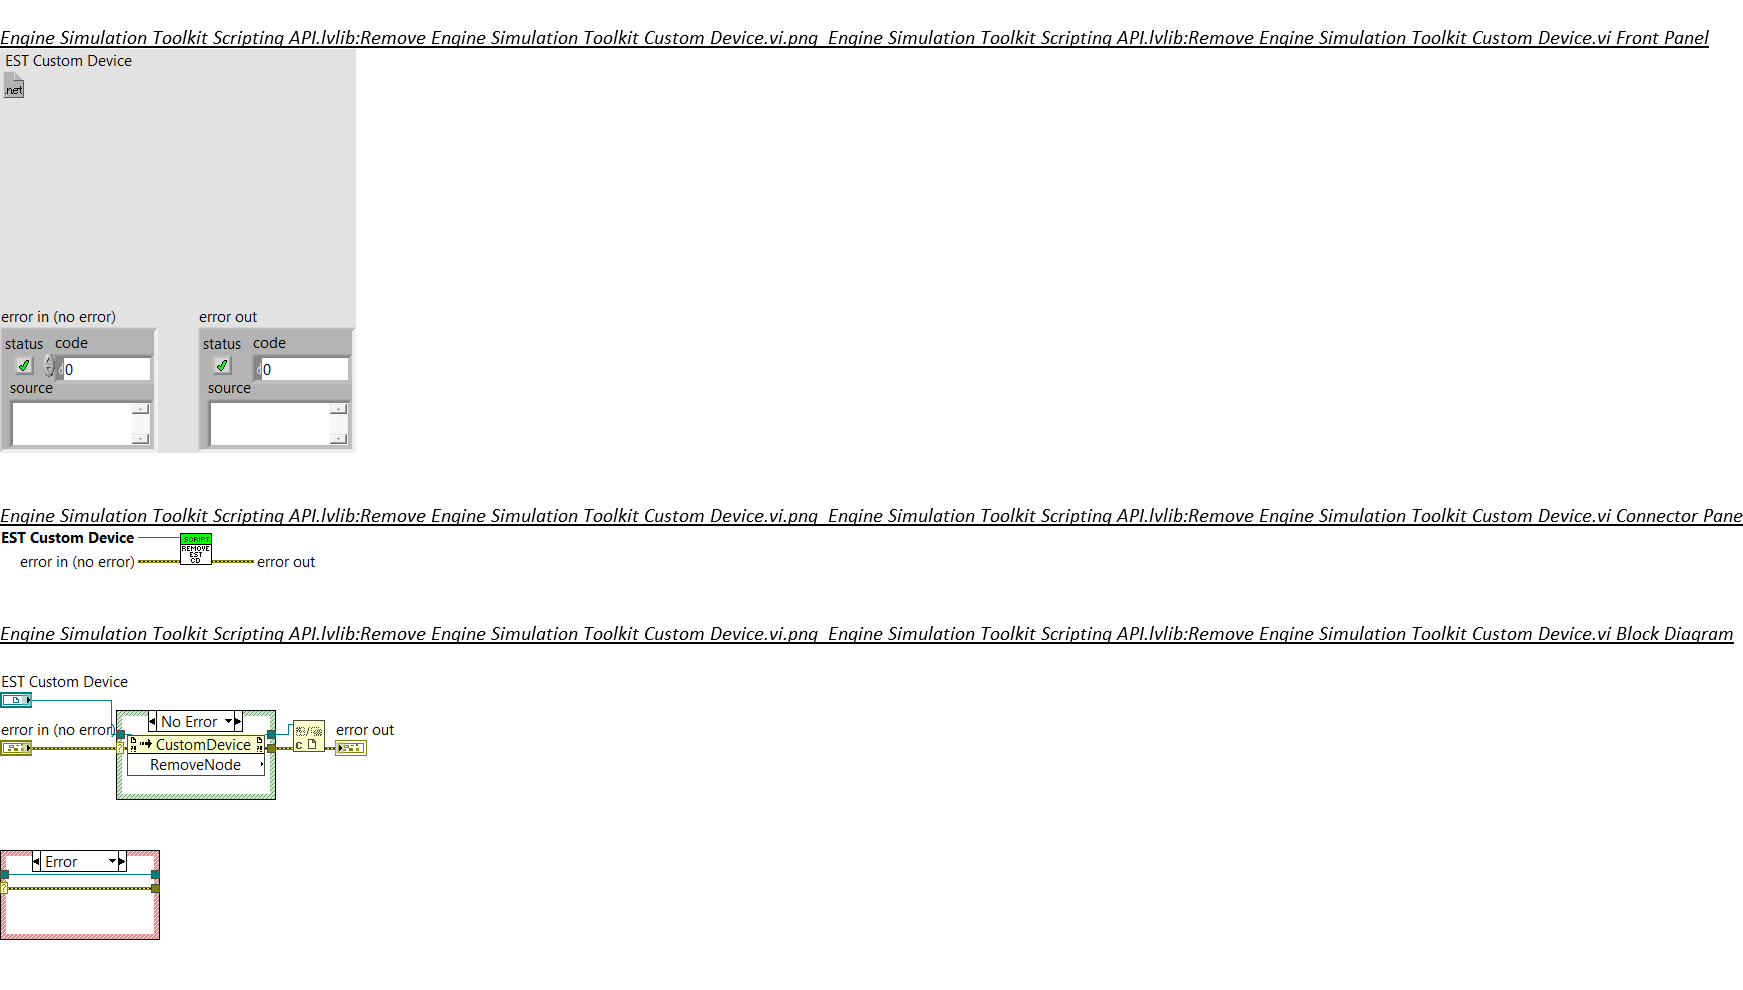 Engine Simulation Toolkit Scripting API.lvlib:Remove Engine Simulation Toolkit Custom Device.vi.png  Engine Simulation Toolkit Scripting API.lvlib:Remove Engine Simulation Toolkit Custom Device.vi Front Panel
EST Custom Device
.net
error in (no error)
error out
status code
status code
d 0
d 0
source
source
Engine Simulation Toolkit Scripting API.lvlib:Remove Engine Simulation Toolkit Custom Device.vi.png  Engine Simulation Toolkit Scripting API.lvlib:Remove Engine Simulation Toolkit Custom Device.vi Connector Pane
EST Custom Device
SCRIPT
REMOVE
EST
CD
error in (no error)
error out
Engine Simulation Toolkit Scripting API.lvlib:Remove Engine Simulation Toolkit Custom Device.vi.png  Engine Simulation Toolkit Scripting API.lvlib:Remove Engine Simulation Toolkit Custom Device.vi Block Diagram
EST Custom Device
No Error
error in (no error)
error out
?
?! CustomDevice ?!
C
RemoveNode
Error
?